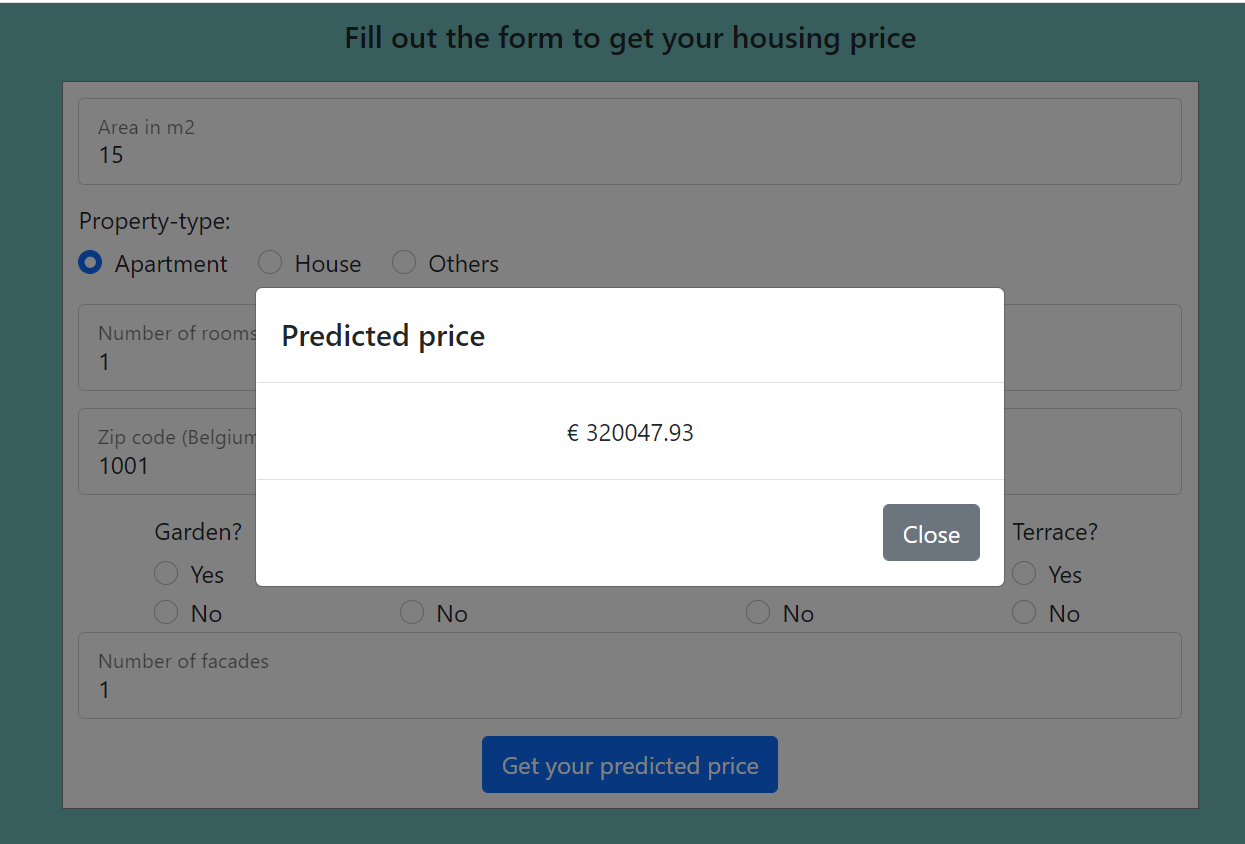 Fill out the form to get your housing price
Area in m2
15
Property-type:
Apartment House Others
Number of rooms
1
Predicted price
€ 320047.93
Close
Zip code (Belgium
1001
Garden? Terrace?
Yes Yes
No No No No
Number of facades
1
Get your predicted price